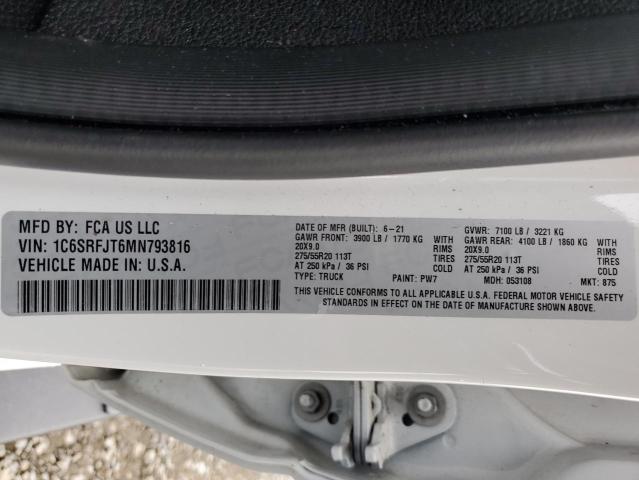 MFD BY: FCA US LLC
VIN: 1C6SRFJT6MN793816
VEHICLE MADE IN: U.S.A.
DATE OF MFR (BUILT): 6-21 GVWR: 7100 LB / 3221 KG
GAWR FRONT: 3900 LB / 1770 KG WITH GAWR REAR: 4100 LB / 1860 KG WITH
20X9.0 RIMS 20X9.0 RIMS
275/55R20 113T TIRES 275/55R20 113T TIRES
AT 250 kPa / 36 PSI COLD AT 250 kPa / 36 PSI COLD
TYPE: TRUCK PAINT: PW7 MDH: 053108 MKT: 875
THIS VEHICLE CONFORMS TO ALL APPLICABLE U.S.A. FEDERAL MOTOR VEHICLE SAFETY
STANDARDS IN EFFECT ON THE DATE OF MANUFACTURE SHOWN ABOVE.